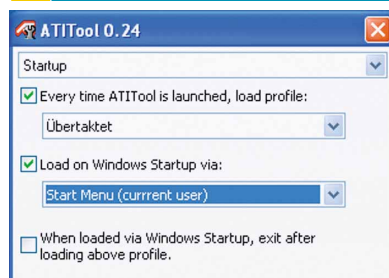 ATITool 0.24
Startup
Every time ATITool is launched, load profile:
Übertaktet
Load on Windows Startup via:
Start Menu (currrent user)
When loaded via Windows Startup, exit after
loading above profile.